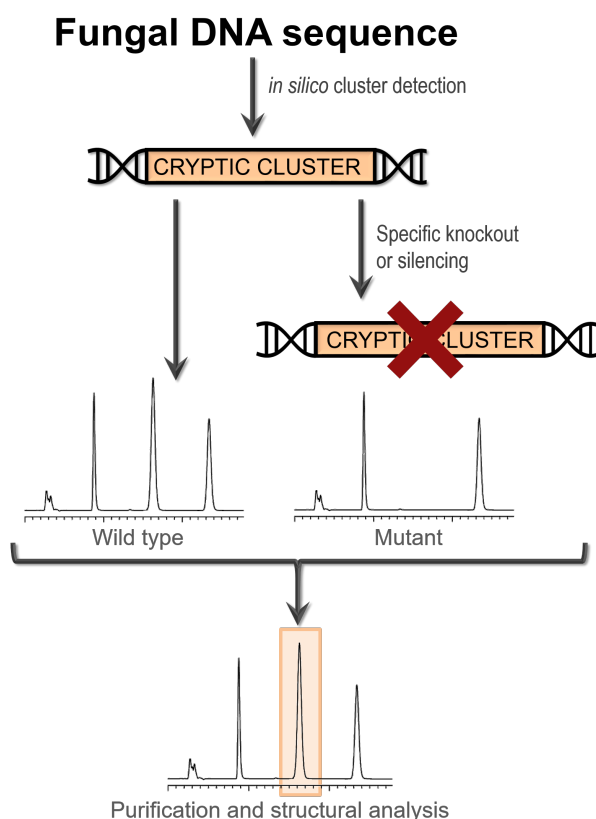 Fungal DNA sequence
in silico cluster detection
CRYPTIC CLUSTER
Specific knockout
or silencing
CRYPTIC CLUSTER
Wild type
Mutant
Purification and structural analysis